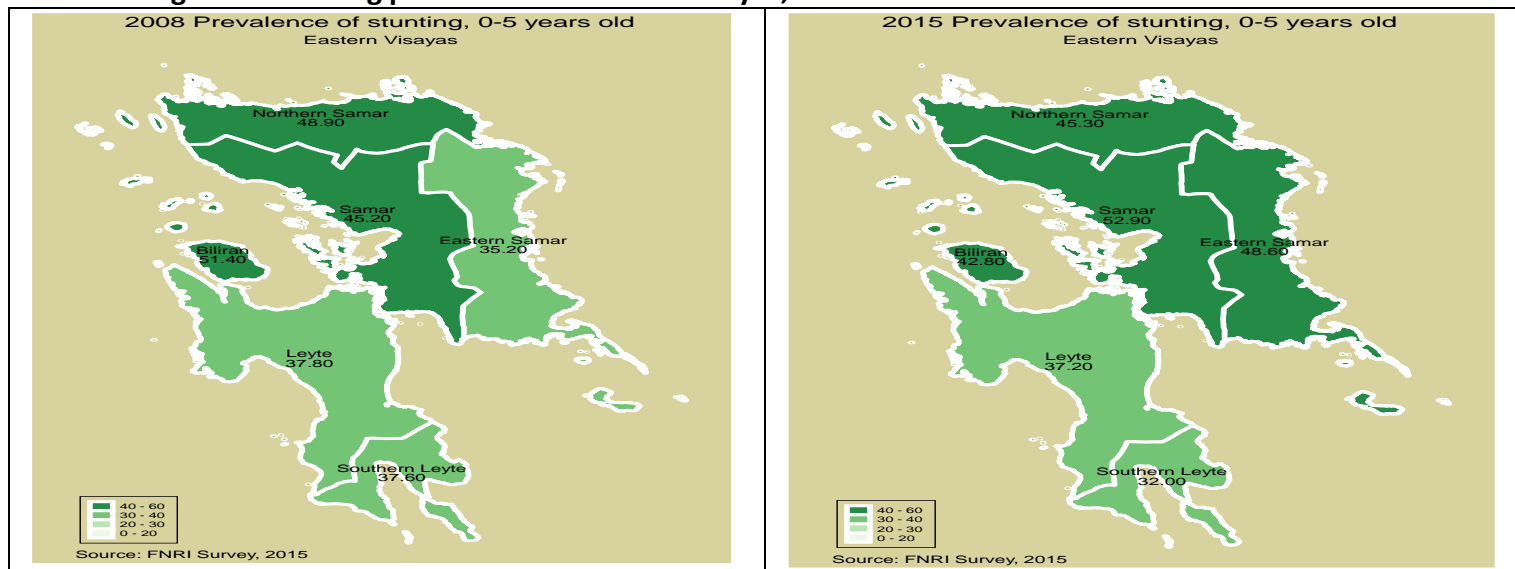 2008 Prevalence of stunting, 0-5 years old
Eastern Visayas
Northern Samar
48.90
Samar
45.20
Eastern Samar
35.20
Biliran
51.40
Leyte
37.80
Southern Leyte
37.60
40 - 60
30 - 40
20 - 30
0 - 20
Source: FNRI Survey, 2015
2015 Prevalence of stunting, 0-5 years old
Eastern Visayas
Northern Samar
45.30
Samar
52.90
Eastern Samar
48.60
Biliran
42.80
Leyte
37.20
Southern Leyte
32.00
40 - 60
30 - 40
20 - 30
0 - 20
Source: FNRI Survey, 2015